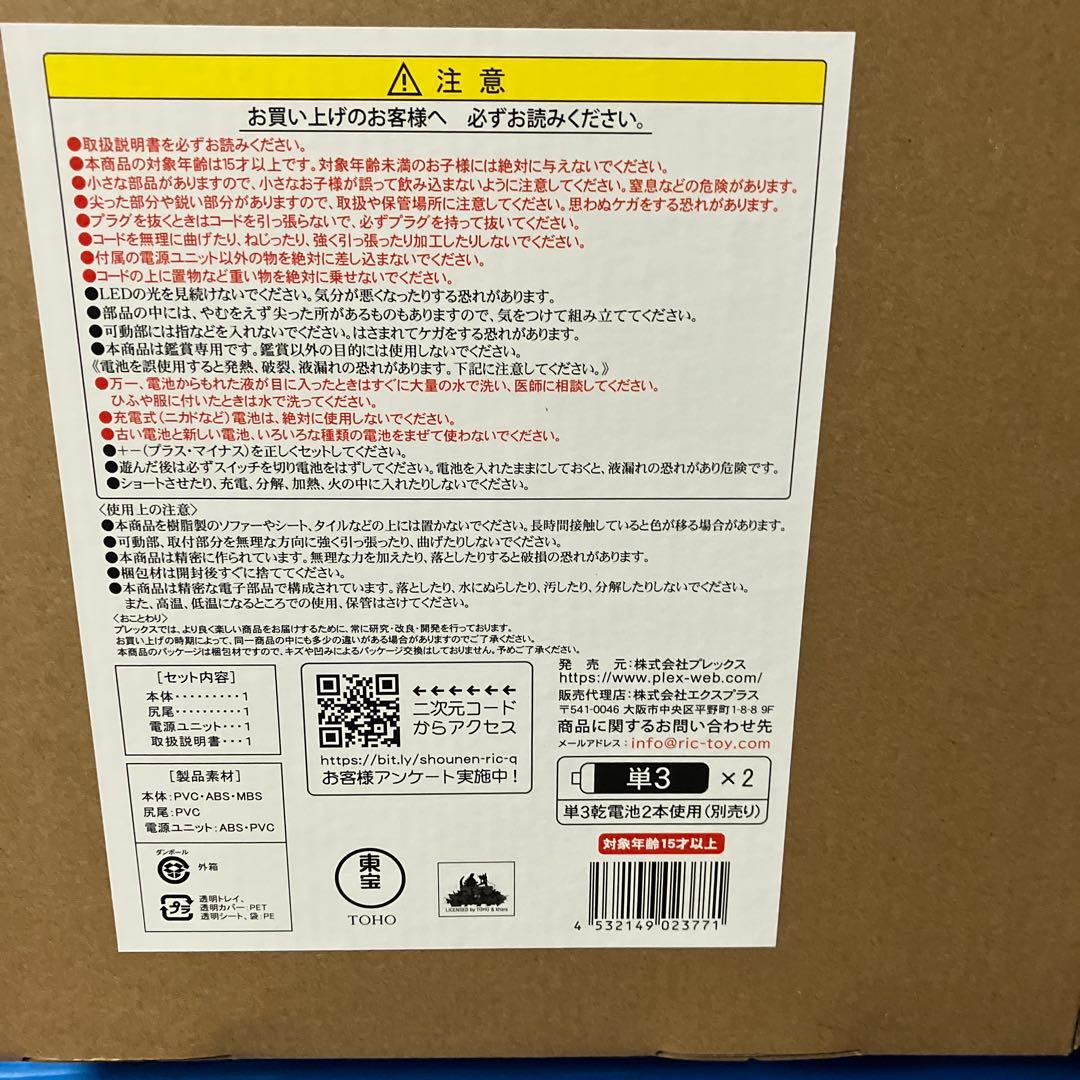 ⚠ 注意
お買い上げのお客様へ 必ずお読みください。
●取扱説明書を必ずお読みください。
●本商品の対象年齢は15才以上です。対象年齢未満のお子様には絶対に与えないでください。
●小さな部品がありますので、小さなお子様が誤って飲み込まないように注意してください。窒息などの危険があります。
●尖った部分や鋭い部分がありますので、取扱や保管場所に注意してください。思わぬケガをする恐れがあります。
●プラグを抜くときはコードを引っ張らないで、必ずプラグを持って抜いてください。
●コードを無理に曲げたり、ねじったり、強く引っ張ったり加工したりしないでください。
●付属の電源ユニット以外の物を絶対に差し込まないでください。
●コードの上に置物など重い物を絶対に乗せないでください。
●LEDの光を見続けないでください。気分が悪くなったりする恐れがあります。
●部品の中には、やむをえず尖った所があるものもありますので、気をつけて組み立ててください。
●可動部には指などを入れないでください。はさまれてケガをする恐れがあります。
●本商品は鑑賞専用です。鑑賞以外の目的には使用しないでください。
《電池を誤使用すると発熱、破裂、液漏れの恐れがあります。下記に注意してください。》
●万一、電池からもれた液が目に入ったときはすぐに大量の水で洗い、医師に相談してください。
ひふや服に付いたときは水で洗ってください。
●充電式(ニカドなど)電池は、絶対に使用しないでください。
●古い電池と新しい電池、いろいろな種類の電池をまぜて使わないでください。
●+−(プラス・マイナス)を正しくセットしてください。
●遊んだ後は必ずスイッチを切り電池をはずしてください。電池を入れたままにしておくと、液漏れの恐れがあり危険です。
●ショートさせたり、充電、分解、加熱、火の中に入れたりしないでください。
〈使用上の注意〉
●本商品を樹脂製のソファーやシート、タイルなどの上には置かないでください。長時間接触していると色が移る場合があります。
●可動部、取付部分を無理な方向に強く引っ張ったり、曲げたりしないでください。
●本商品は精密に作られています。無理な力を加えたり、落としたりすると破損の恐れがあります。
●梱包材は開封後すぐに捨ててください。
●本商品は精密な電子部品で構成されています。落としたり、水にぬらしたり、汚したり、分解したりしないでください。
また、高温、低温になるところでの使用、保管はさけてください。
〈おことわり〉
プレックスでは、より良く楽しい商品をお届けするために、常に研究・改良・開発を行っております。
お買い上げの時期によって、同一商品の中にも多少の違いがある場合がありますのでご了承ください。
本商品のパッケージは梱包材ですので、キズや凹みによるパッケージ交換はしておりません。予めご了承ください。
[セット内容]
本体・・・・・・・・・1
尻尾・・・・・・・・・1
電源ユニット・・・1
取扱説明書・・・1
[製品素材]
本体:PVC・ABS・MBS
尻尾:PVC
電源ユニット:ABS・PVC
ダンボール
外箱
プラ
透明トレイ、
透明カバー:PET
透明シート、袋:PE
←←←←←←
二次元コード
からアクセス
https://bit.ly/shounen-ric-q
お客様アンケート実施中!
東宝
TOHO
LICENSED by TOHO & khara
発売元:株式会社プレックス
https://www.plex-web.com/
販売代理店:株式会社エクスプラス
〒541-0046 大阪市中央区平野町1-8-8 9F
商品に関するお問い合わせ先
メールアドレス:info@ric-toy.com
単3 ×2
単3乾電池2本使用(別売り)
対象年齢15才以上
4 532149 023771